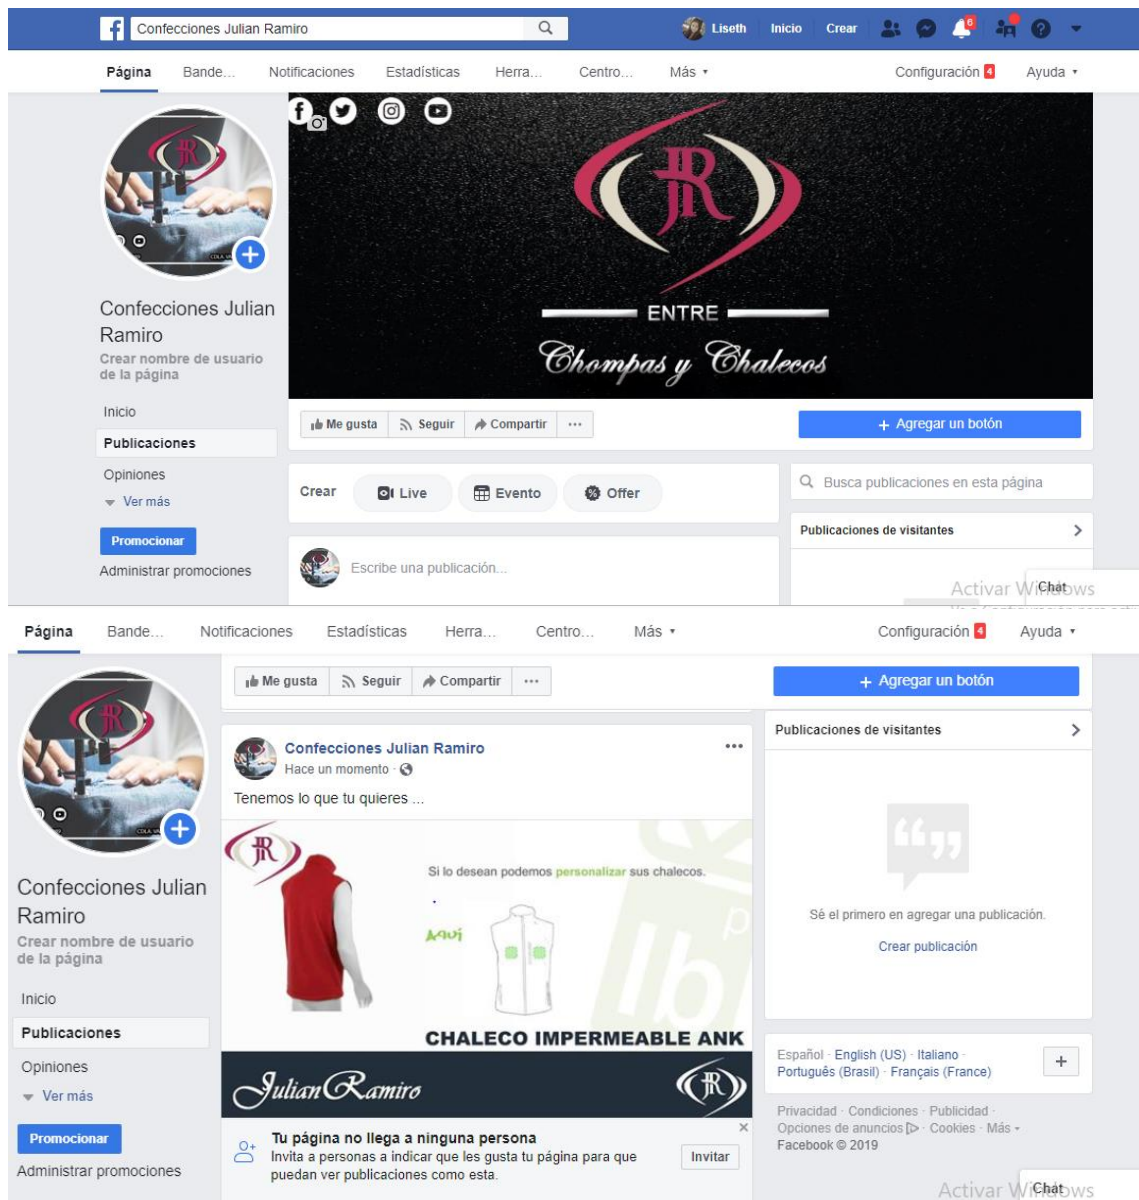 Confecciones Julian Ramiro
Liseth
Inicio
Crear
6
Página
Bande...
Notificaciones
Estadísticas
Herra...
Centro...
Más
Configuración 4
Ayuda
JR
ENTRE
Chompas y Chalecos
Confecciones Julian
Ramiro
Crear nombre de usuario
de la página
Inicio
Publicaciones
Opiniones
Ver más
Promocionar
Administrar promociones
Me gusta
Seguir
Compartir
...
+ Agregar un botón
Crear
Live
Evento
Offer
Escribe una publicación...
Busca publicaciones en esta página
Publicaciones de visitantes
Activar Windows
Chat
Página
Bande...
Notificaciones
Estadísticas
Herra...
Centro...
Más
Configuración 4
Ayuda
Confecciones Julian
Ramiro
Crear nombre de usuario
de la página
Inicio
Publicaciones
Opiniones
Ver más
Promocionar
Administrar promociones
Me gusta
Seguir
Compartir
...
+ Agregar un botón
Confecciones Julian Ramiro
Hace un momento ·
Tenemos lo que tu quieres ...
JR
Si lo desean podemos personalizar sus chalecos.
Aquí
CHALECO IMPERMEABLE ANK
Julian Ramiro
JR
Tu página no llega a ninguna persona
Invita a personas a indicar que les gusta tu página para que
puedan ver publicaciones como esta.
Invitar
Publicaciones de visitantes
Sé el primero en agregar una publicación.
Crear publicación
Español · English (US) · Italiano ·
Português (Brasil) · Français (France)
+
Privacidad · Condiciones · Publicidad ·
Opciones de anuncios · Cookies · Más
Facebook © 2019
Activar Windows
Chat